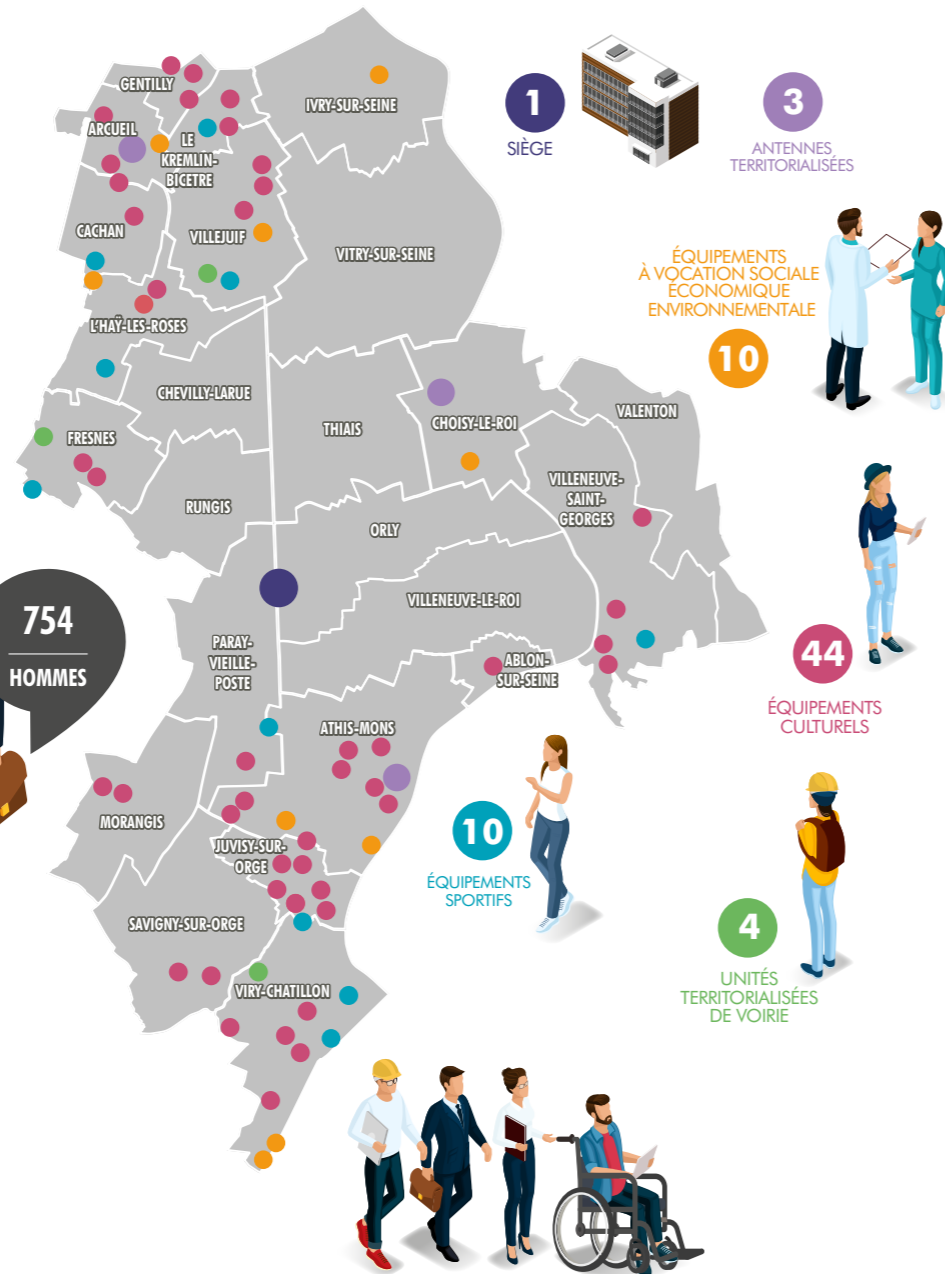 GENTILLY
IVRY-SUR-SEINE
ARCUEIL
LE
KREMLIN-
BICETRE
CACHAN
VILLEJUIF
VITRY-SUR-SEINE
L'HAŸ-LES-ROSES
CHEVILLY-LARUE
THIAIS
CHOISY-LE-ROI
VALENTON
FRESNES
VILLENEUVE-
SAINT-
GEORGES
RUNGIS
ORLY
VILLENEUVE-LE-ROI
PARAY-
VIEILLE-
POSTE
ABLON-
SUR-SEINE
ATHIS-MONS
MORANGIS
JUVISY-SUR-
ORGE
SAVIGNY-SUR-ORGE
VIRY-CHATILLON
754
HOMMES
1
SIÈGE
3
ANTENNES
TERRITORIALISÉES
ÉQUIPEMENTS
À VOCATION SOCIALE
ÉCONOMIQUE
ENVIRONNEMENTALE
10
44
ÉQUIPEMENTS
CULTURELS
10
ÉQUIPEMENTS
SPORTIFS
4
UNITÉS
TERRITORIALISÉES
DE VOIRIE